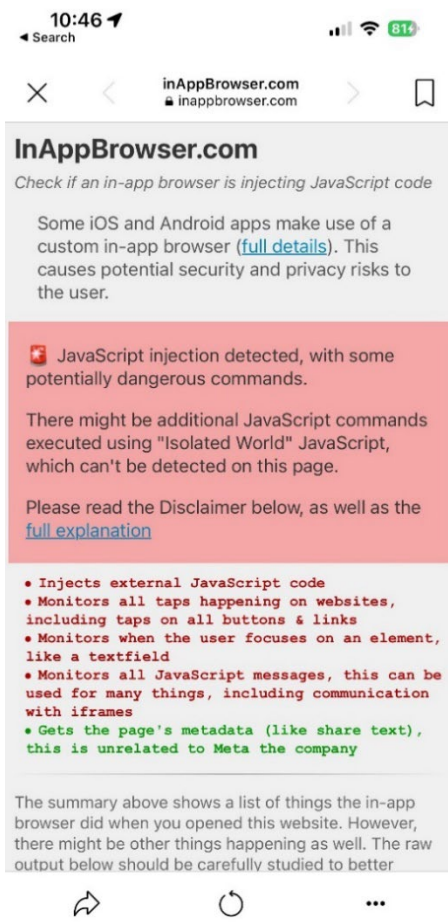 10:46
◀ Search
81
inAppBrowser.com
inappbrowser.com
InAppBrowser.com
Check if an in-app browser is injecting JavaScript code
Some iOS and Android apps make use of a
custom in-app browser (full details). This
causes potential security and privacy risks to
the user.
🚨 JavaScript injection detected, with some
potentially dangerous commands.
There might be additional JavaScript commands
executed using "Isolated World" JavaScript,
which can't be detected on this page.
Please read the Disclaimer below, as well as the
full explanation
• Injects external JavaScript code
• Monitors all taps happening on websites,
including taps on all buttons & links
• Monitors when the user focuses on an element,
like a textfield
• Monitors all JavaScript messages, this can be
used for many things, including communication
with iframes
• Gets the page's metadata (like share text),
this is unrelated to Meta the company
The summary above shows a list of things the in-app
browser did when you opened this website. However,
there might be other things happening as well. The raw
output below should be carefully studied to better